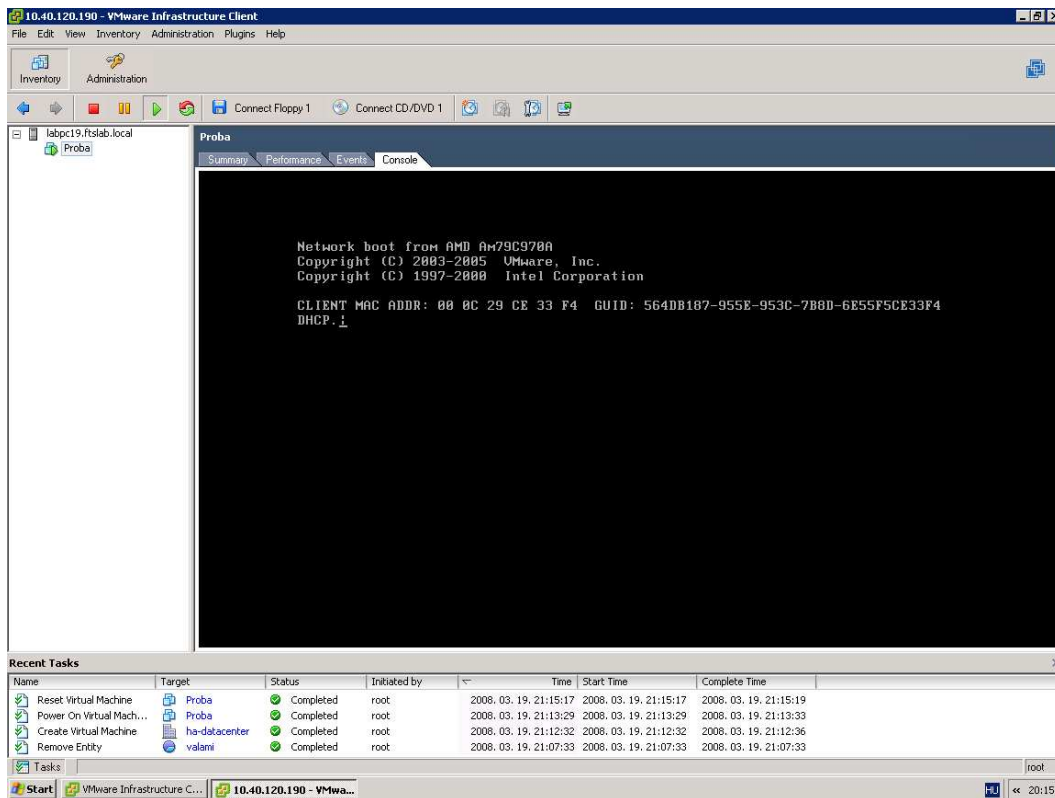 10.40.120.190 - VMware Infrastructure Client
File Edit View Inventory Administration Plugins Help
Inventory Administration
Connect Floppy 1 Connect CD/DVD 1
labpc19.ftslab.local
Proba
Proba
Summary Performance Events Console
Network boot from AMD Am79C970A
Copyright (C) 2003-2005 VMware, Inc.
Copyright (C) 1997-2000 Intel Corporation
CLIENT MAC ADDR: 00 0C 29 CE 33 F4 GUID: 564DB187-955E-953C-7B8D-6E55F5CE33F4
DHCP.
Recent Tasks
Name Target Status Initiated by Time Start Time Complete Time
Reset Virtual Machine Proba Completed root 2008. 03. 19. 21:15:17 2008. 03. 19. 21:15:17 2008. 03. 19. 21:15:19
Power On Virtual Mach... Proba Completed root 2008. 03. 19. 21:13:29 2008. 03. 19. 21:13:29 2008. 03. 19. 21:13:33
Create Virtual Machine ha-datacenter Completed root 2008. 03. 19. 21:12:32 2008. 03. 19. 21:12:32 2008. 03. 19. 21:12:36
Remove Entity valami Completed root 2008. 03. 19. 21:07:33 2008. 03. 19. 21:07:33 2008. 03. 19. 21:07:33
Tasks root
Start VMware Infrastructure C... 10.40.120.190 - VMwa... HU « 20:15